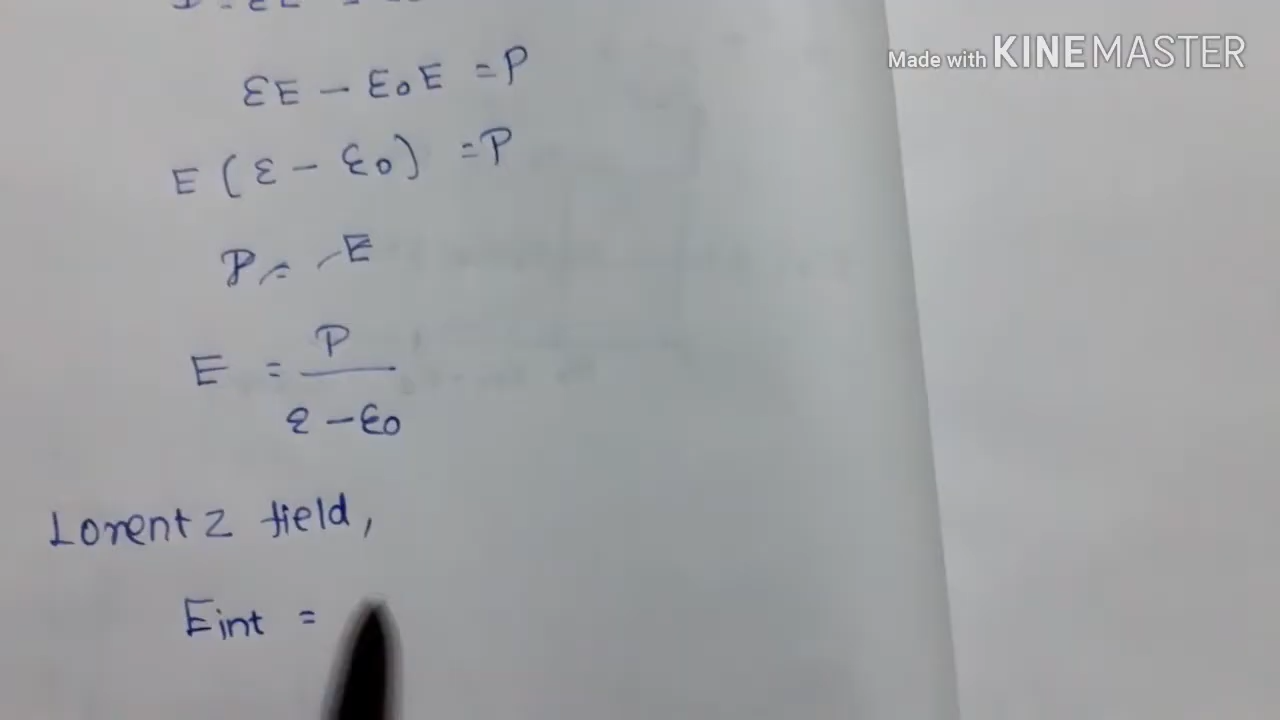 Made with KINEMASTER
εE - ε0E = P
E (ε - ε0) = P
P = E
E = P
ε - ε0
Lorentz field,
Eint =